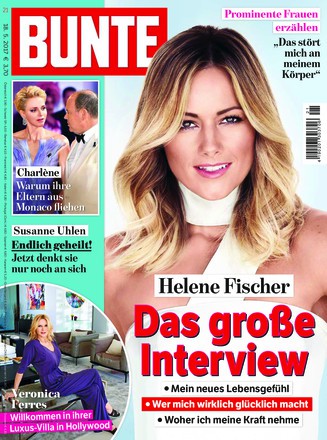 18. 5. 2017 € 3,70
BUNTE
Prominente Frauen
erzählen
„Das stört
mich an
meinem
Körper“
Charlène
Warum ihre
Eltern aus
Monaco fliehen
Susanne Uhlen
Endlich geheilt!
Jetzt denkt sie
nur noch an sich
Veronica
Ferres
Willkommen in ihrer
Luxus-Villa in Hollywood
Helene Fischer
Das große
Interview
• Mein neues Lebensgefühl
• Wer mich wirklich glücklich macht
• Woher ich meine Kraft nehme